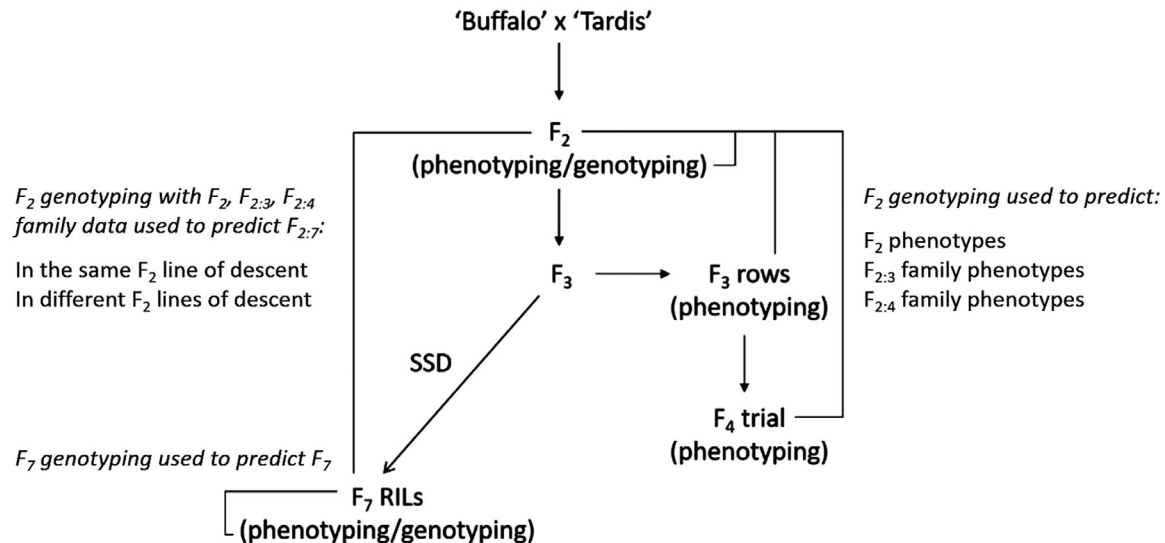 ‘Buffalo’ x ‘Tardis’
F₂
(phenotyping/genotyping)
F₂ genotyping with F₂, F₂:₃, F₂:₄
family data used to predict F₂:₇:
In the same F₂ line of descent
In different F₂ lines of descent
F₂ genotyping used to predict:
F₂ phenotypes
F₂:₃ family phenotypes
F₂:₄ family phenotypes
F₃
F₃ rows
(phenotyping)
SSD
F₄ trial
(phenotyping)
F₇ genotyping used to predict F₇
F₇ RILs
(phenotyping/genotyping)